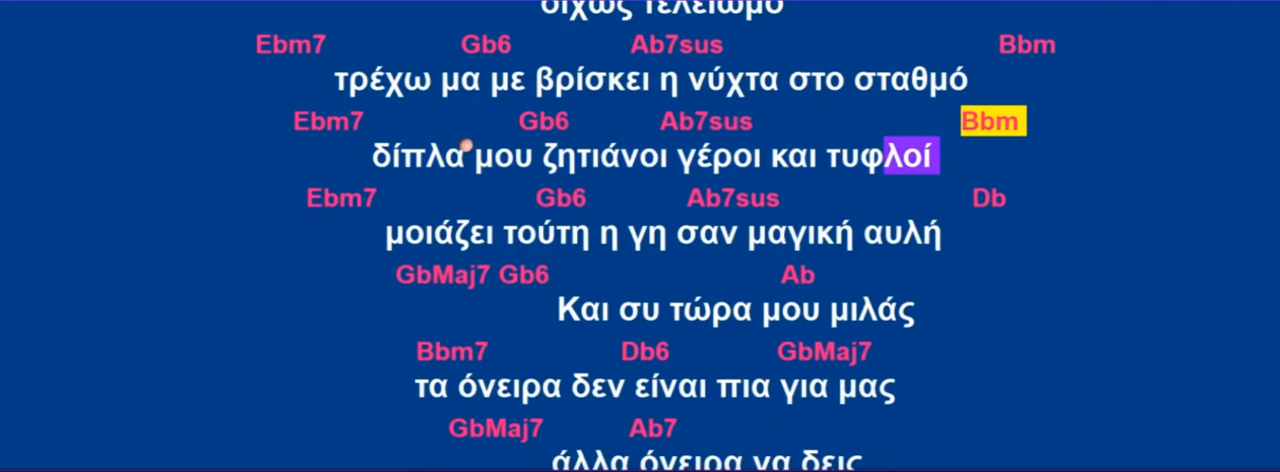 δίχως τελειωμό
Ebm7 Gb6 Ab7sus Bbm
τρέχω μα με βρίσκει η νύχτα στο σταθμό
Ebm7 Gb6 Ab7sus Bbm
δίπλα μου ζητιάνοι γέροι και τυφλοί
Ebm7 Gb6 Ab7sus Db
μοιάζει τούτη η γη σαν μαγική αυλή
GbMaj7 Gb6 Ab
Και συ τώρα μου μιλάς
Bbm7 Db6 GbMaj7
τα όνειρα δεν είναι πια για μας
GbMaj7 Ab7
άλλα όνειρα να δεις